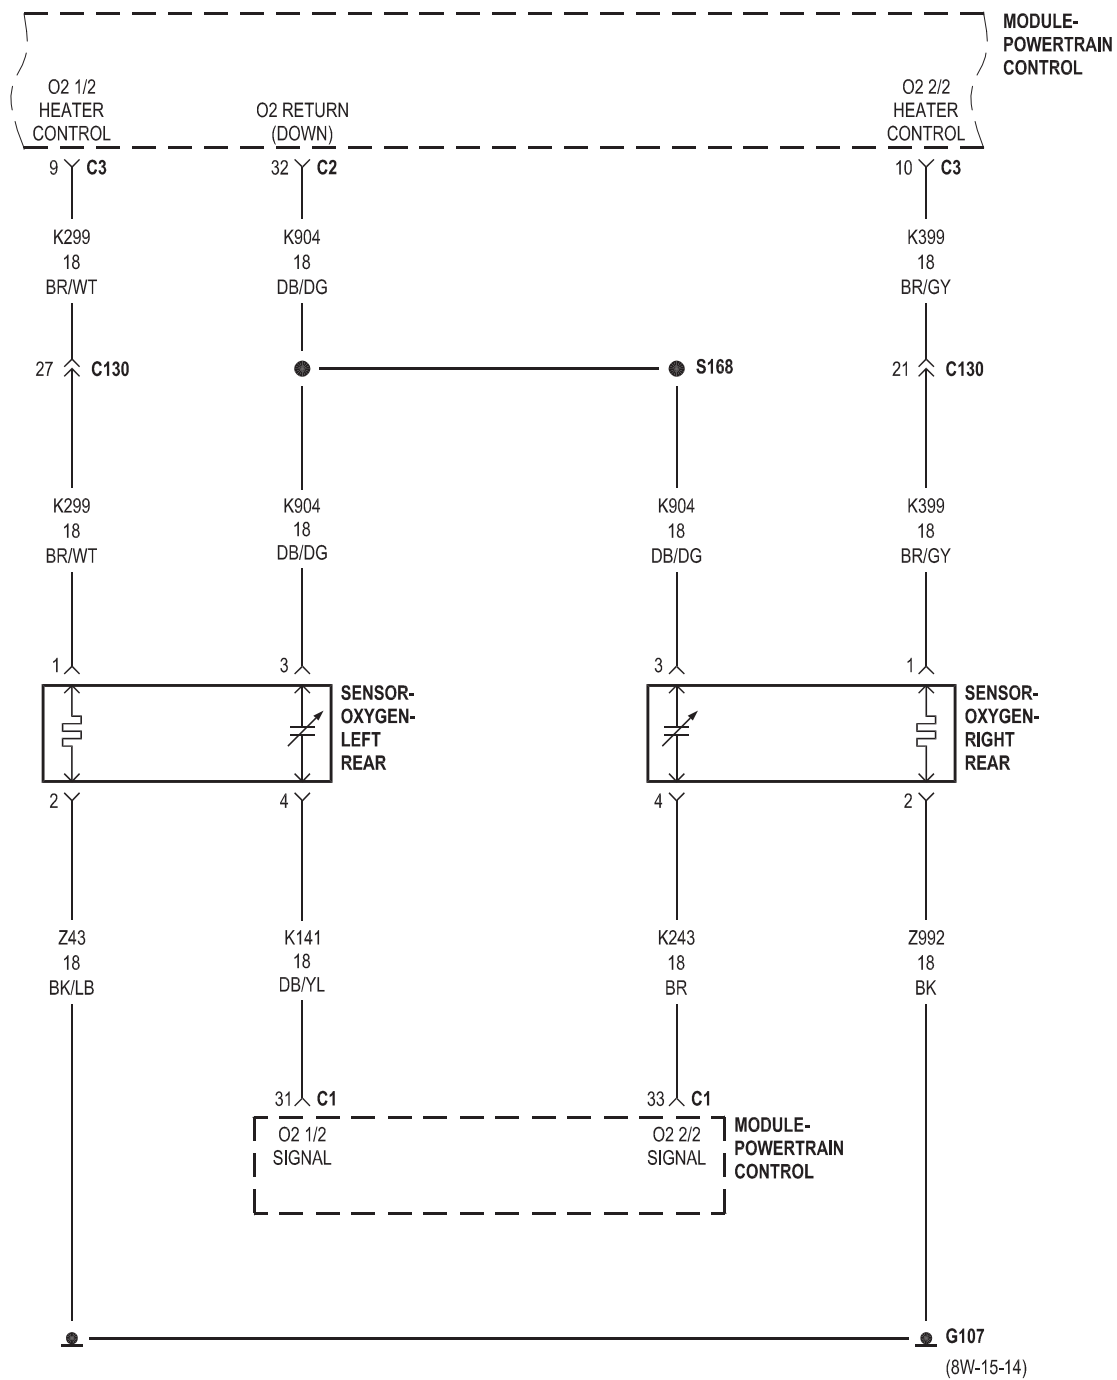 MODULE-
POWERTRAIN
CONTROL
O2 1/2
HEATER
CONTROL
O2 RETURN
(DOWN)
O2 2/2
HEATER
CONTROL
9 C3
32 C2
10 C3
K299
18
BR/WT
K904
18
DB/DG
K399
18
BR/GY
27 C130
S168
21 C130
K299
18
BR/WT
K904
18
DB/DG
K904
18
DB/DG
K399
18
BR/GY
1
3
3
1
SENSOR-
OXYGEN-
LEFT
REAR
SENSOR-
OXYGEN-
RIGHT
REAR
2
4
4
2
Z43
18
BK/LB
K141
18
DB/YL
K243
18
BR
Z992
18
BK
31 C1
33 C1
O2 1/2
SIGNAL
O2 2/2
SIGNAL
MODULE-
POWERTRAIN
CONTROL
G107
(8W-15-14)